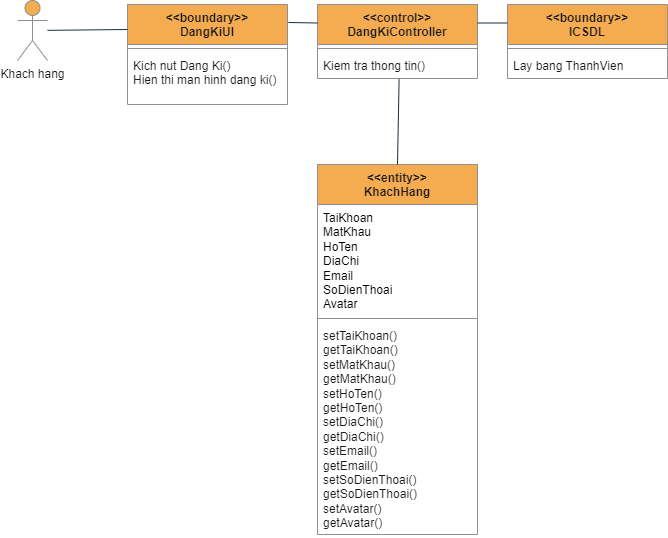 Khach hang
<<boundary>>
DangKiUI
Kich nut Dang Ki()
Hien thi man hinh dang ki()
<<control>>
DangKiController
Kiem tra thong tin()
<<boundary>>
ICSDL
Lay bang ThanhVien
<<entity>>
KhachHang
TaiKhoan
MatKhau
HoTen
DiaChi
Email
SoDienThoai
Avatar
setTaiKhoan()
getTaiKhoan()
setMatKhau()
getMatKhau()
setHoTen()
getHoTen()
setDiaChi()
getDiaChi()
setEmail()
getEmail()
setSoDienThoai()
getSoDienThoai()
setAvatar()
getAvatar()